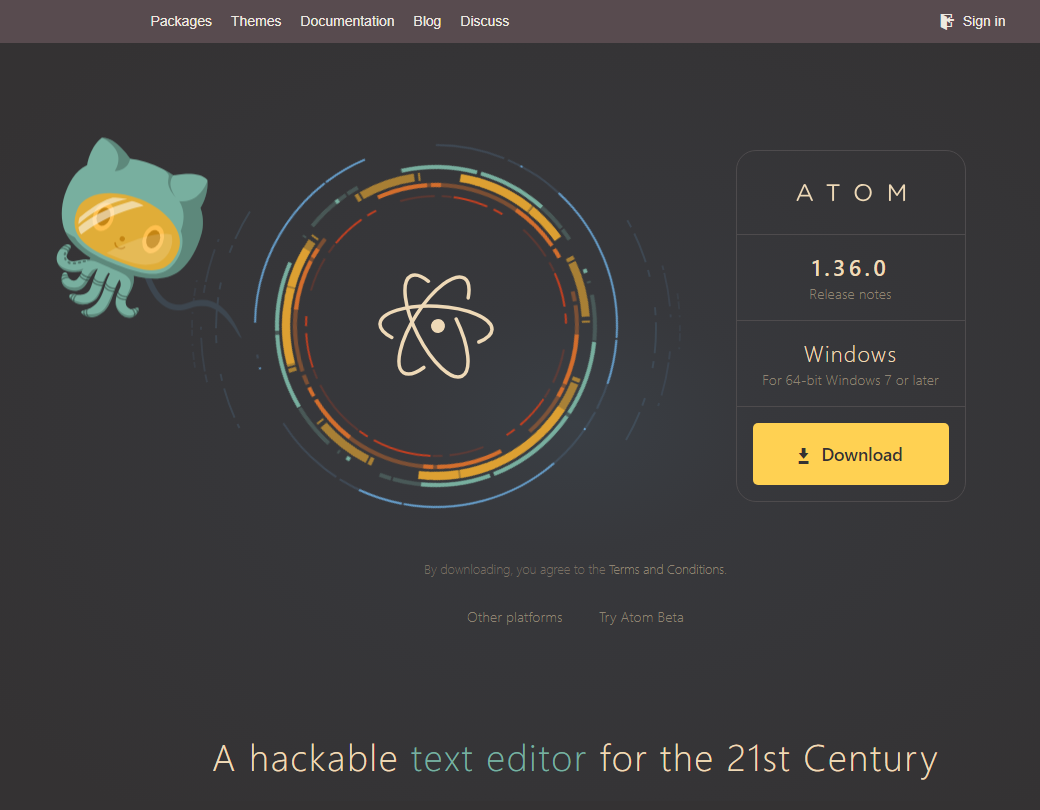 Packages Themes Documentation Blog Discuss Sign in
ATOM
1.36.0
Release notes
Windows
For 64-bit Windows 7 or later
Download
By downloading, you agree to the Terms and Conditions.
Other platforms Try Atom Beta
A hackable text editor for the 21st Century